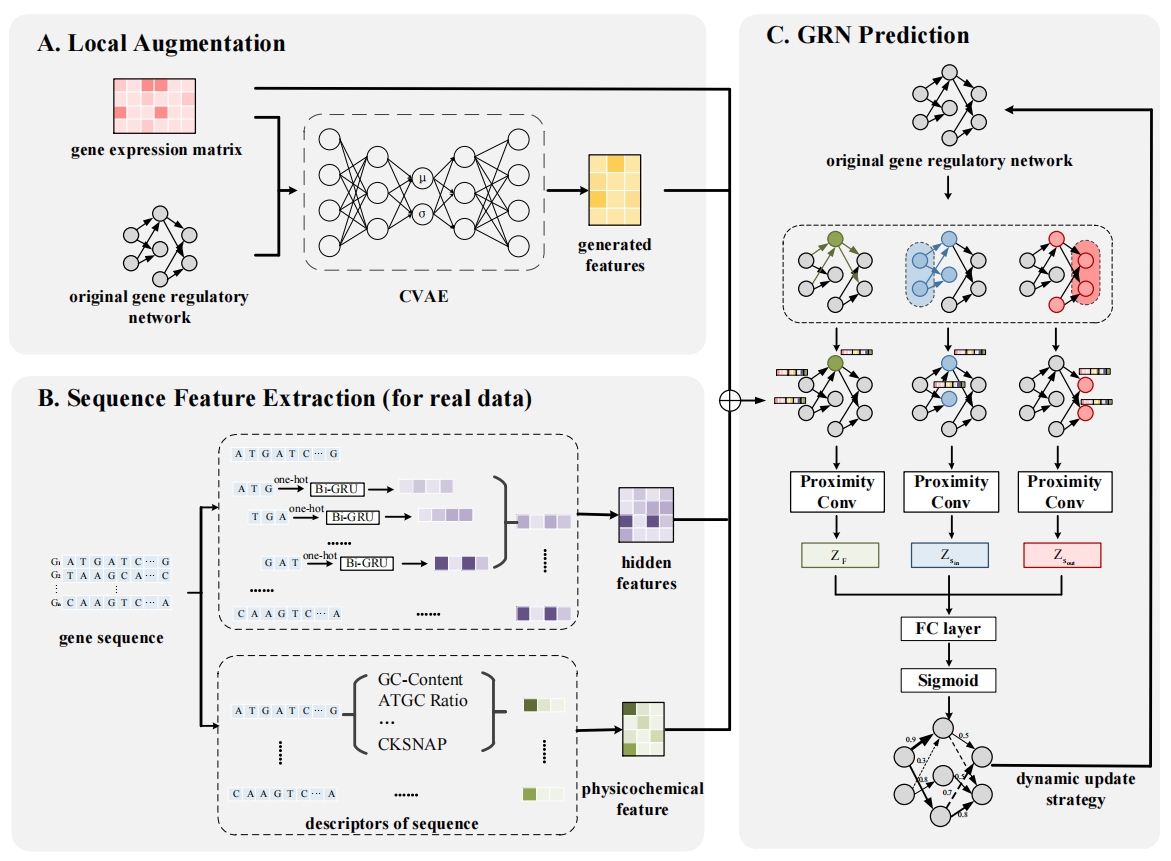 A. Local Augmentation
gene expression matrix
original gene regulatory
network
μ
σ
CVAE
generated
features
B. Sequence Feature Extraction (for real data)
G₁ A T G A T C ··· G
G₂ T A A G C A ··· C
⋮ ⋮
Gₙ C A A G T C ··· A
gene sequence
A T G A T C ··· G
A T G one-hot Bi-GRU
T G A one-hot Bi-GRU
······
G A T one-hot Bi-GRU
······
C A A G T C ··· A ······
hidden
features
A T G A T C ··· G
GC-Content
ATGC Ratio
...
CKSNAP
C A A G T C ··· A ······
descriptors of sequence
physicochemical
feature
C. GRN Prediction
original gene regulatory network
Proximity
Conv
Proximity
Conv
Proximity
Conv
Z_F
Z_{s_in}
Z_{s_out}
FC layer
Sigmoid
0.9
0.5
0.3
0.8
0.5
0.7
0.8
dynamic update
strategy